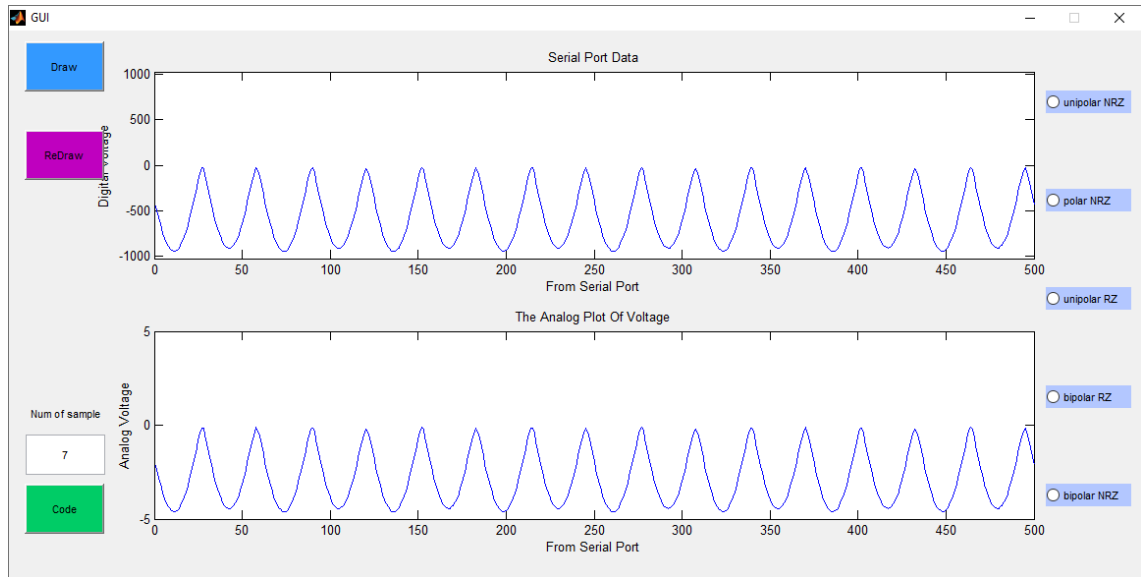 GUI
Draw
ReDraw
Serial Port Data
Digital Voltage
1000
500
0
-500
-1000
0 50 100 150 200 250 300 350 400 450 500
From Serial Port
The Analog Plot Of Voltage
Analog Voltage
5
0
-5
0 50 100 150 200 250 300 350 400 450 500
From Serial Port
Num of sample
7
Code
unipolar NRZ
polar NRZ
unipolar RZ
bipolar RZ
bipolar NRZ